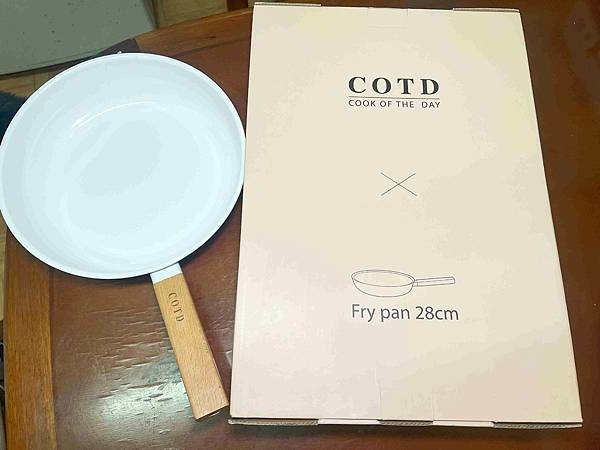 COTD
COOK OF THE DAY
Fry pan 28cm
COTD